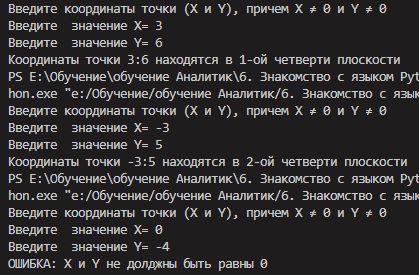 Введите координаты точки (X и Y), причем X ≠ 0 и Y ≠ 0
Введите  значение X= 3
Введите  значение Y= 6
Координаты точки 3:6 находятся в 1-ой четверти плоскости
PS E:\Обучение\обучение Аналитик\6. Знакомство с языком Pyt
hon.exe "e:/Обучение/обучение Аналитик/6. Знакомство с язык
Введите координаты точки (X и Y), причем X ≠ 0 и Y ≠ 0
Введите  значение X= -3
Введите  значение Y= 5
Координаты точки -3:5 находятся в 2-ой четверти плоскости
PS E:\Обучение\обучение Аналитик\6. Знакомство с языком Pyt
hon.exe "e:/Обучение/обучение Аналитик/6. Знакомство с язык
Введите координаты точки (X и Y), причем X ≠ 0 и Y ≠ 0
Введите  значение X= 0
Введите  значение Y= -4
ОШИБКА: X и Y не долджны быть равны 0